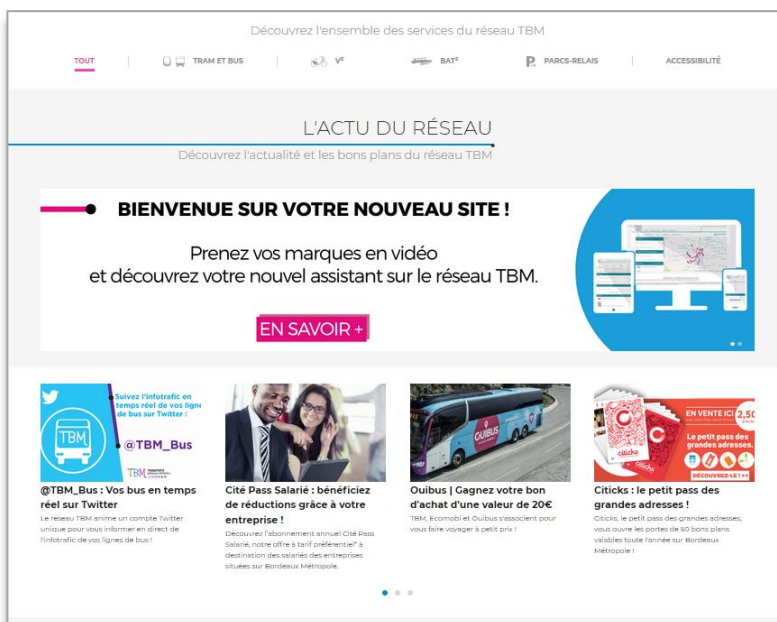 Découvrez l'ensemble des services du réseau TBM
TOUT
TRAM ET BUS
V³
BAT³
P PARCS-RELAIS
ACCESSIBILITÉ
L'ACTU DU RÉSEAU
Découvrez l'actualité et les bons plans du réseau TBM
BIENVENUE SUR VOTRE NOUVEAU SITE !
Prenez vos marques en vidéo
et découvrez votre nouvel assistant sur le réseau TBM.
EN SAVOIR +
Suivez l'infotrafic en
temps réel de vos ligne
de bus sur Twitter :
TBM
@TBM_Bus
TBM
@TBM_Bus : Vos bus en temps
réel sur Twitter
Le réseau TBM anime un compte Twitter
unique pour vous informer en direct de
l'infotrafic de vos lignes de bus !
Cité Pass Salarié : bénéficiez
de réductions grâce à votre
entreprise !
Découvrez l'abonnement annuel Cité Pass
Salarié, notre offre à tarif préférentiel* à
destination des salariés des entreprises
situées sur Bordeaux Métropole.
OUIBUS
Ouibus | Gagnez votre bon
d'achat d'une valeur de 20€
TBM, Ecomobi et Ouibus s'associent pour
vous faire voyager à petit prix !
citicks
EN VENTE ICI 2,50
Le petit pass des
grandes adresses.
DÉCOUVREZ-LE ! >>
Citicks : le petit pass des
grandes adresses !
Citicks, le petit pass des grandes adresses,
vous ouvre les portes de 50 bons plans
valables toute l'année sur Bordeaux
Métropole !